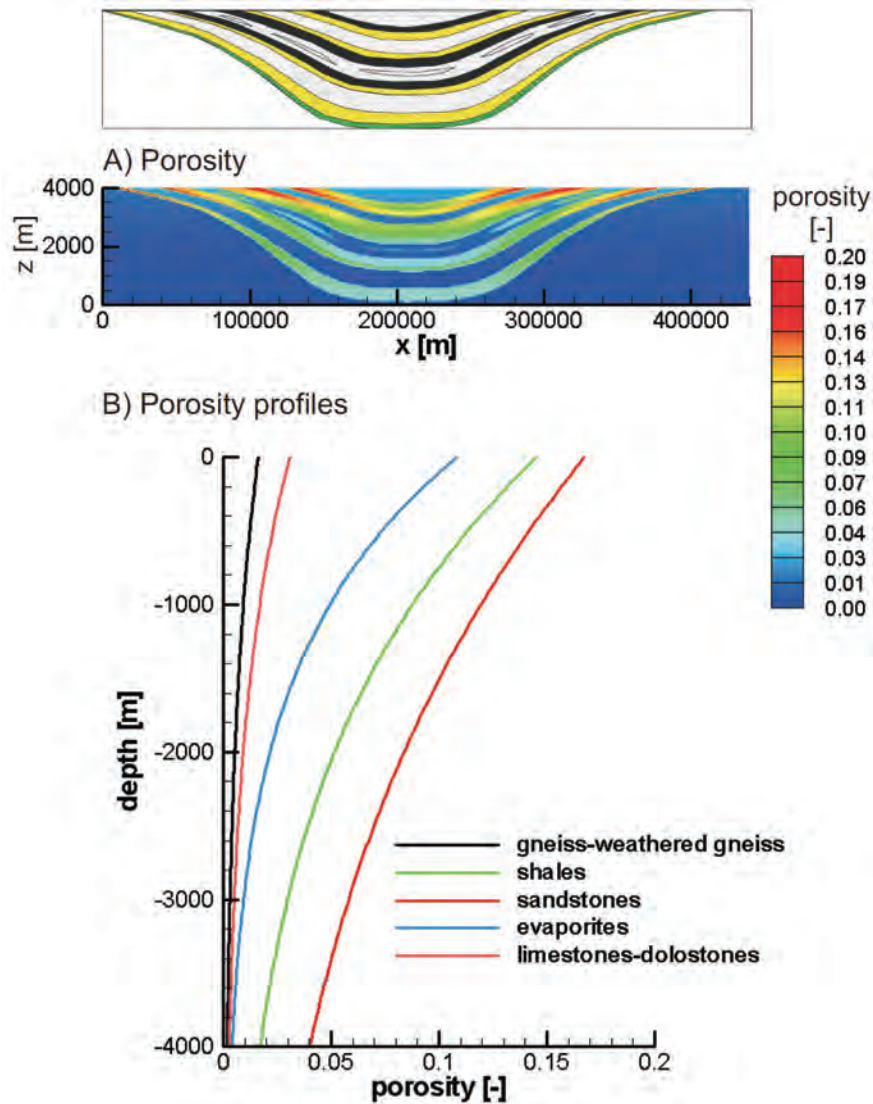 A) Porosity
4000
2000
0
z [m]
0 100000 200000 300000 400000
x [m]
porosity
[-]
0.20
0.19
0.17
0.16
0.14
0.13
0.11
0.10
0.09
0.07
0.06
0.04
0.03
0.01
0.00
B) Porosity profiles
0
-1000
-2000
-3000
-4000
depth [m]
gneiss-weathered gneiss
shales
sandstones
evaporites
limestones-dolostones
0 0.05 0.1 0.15 0.2
porosity [-]